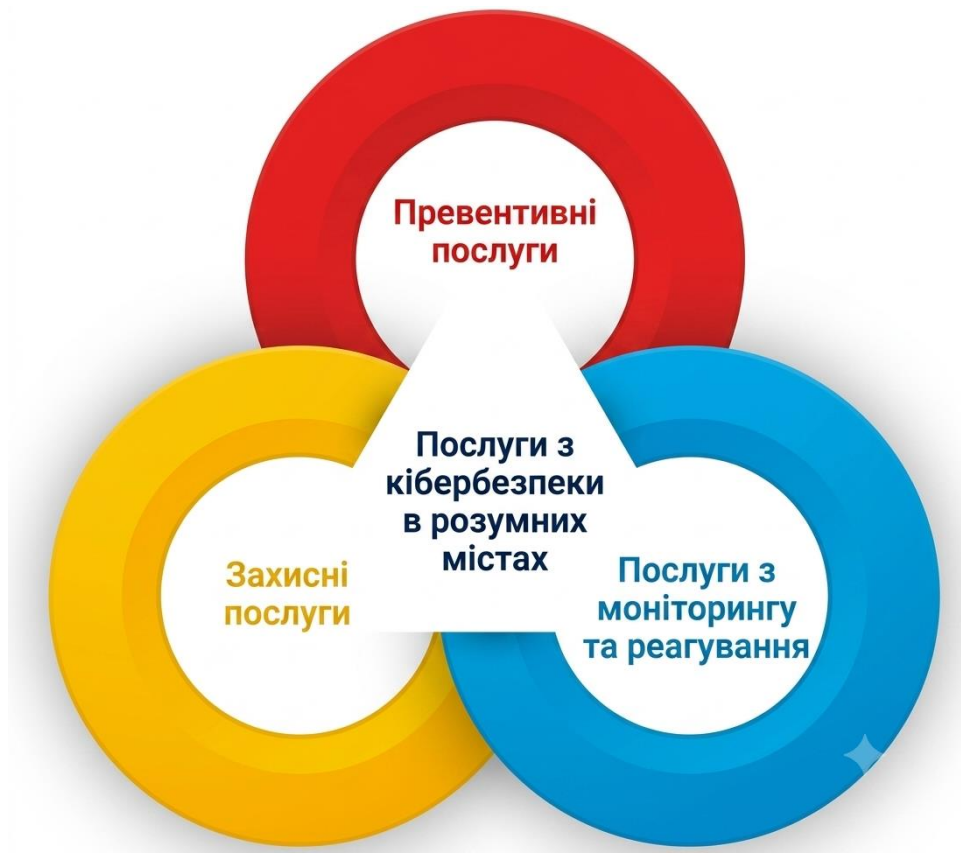 Превентивні
послуги
Послуги з
кібербезпеки
в розумних
містах
Захисні
послуги
Послуги з
моніторингу
та реагування